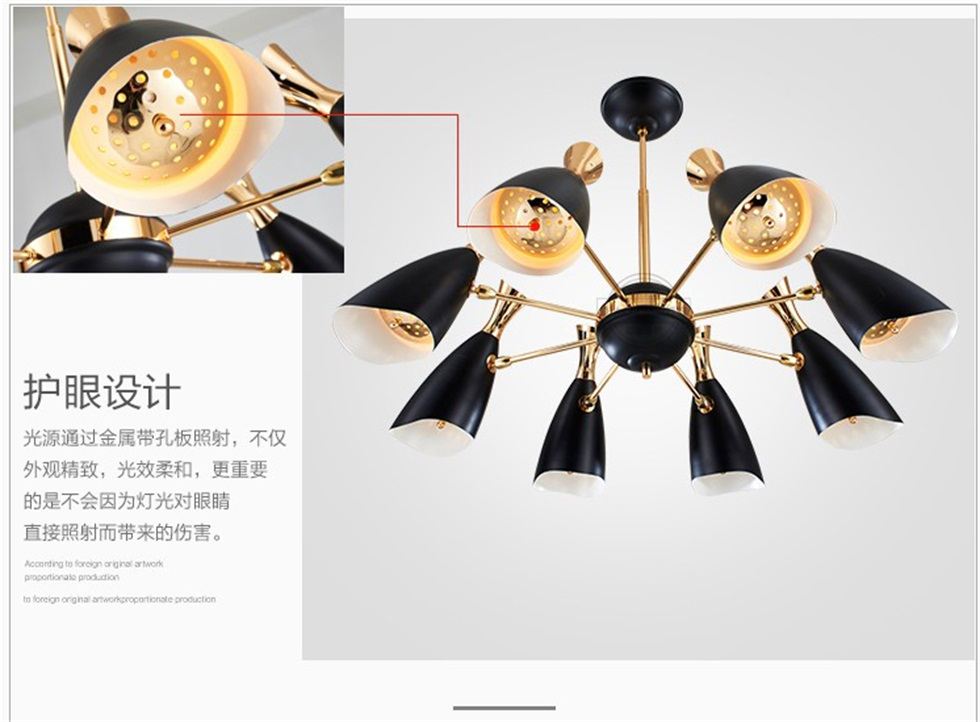 护眼设计
光源通过金属带孔板照射，不仅
外观精致，光效柔和，更重要
的是不会因为灯光对眼睛
直接照射而带来的伤害。
According to foreign original artwork
proportionate production
to foreign original artworkproportionate production